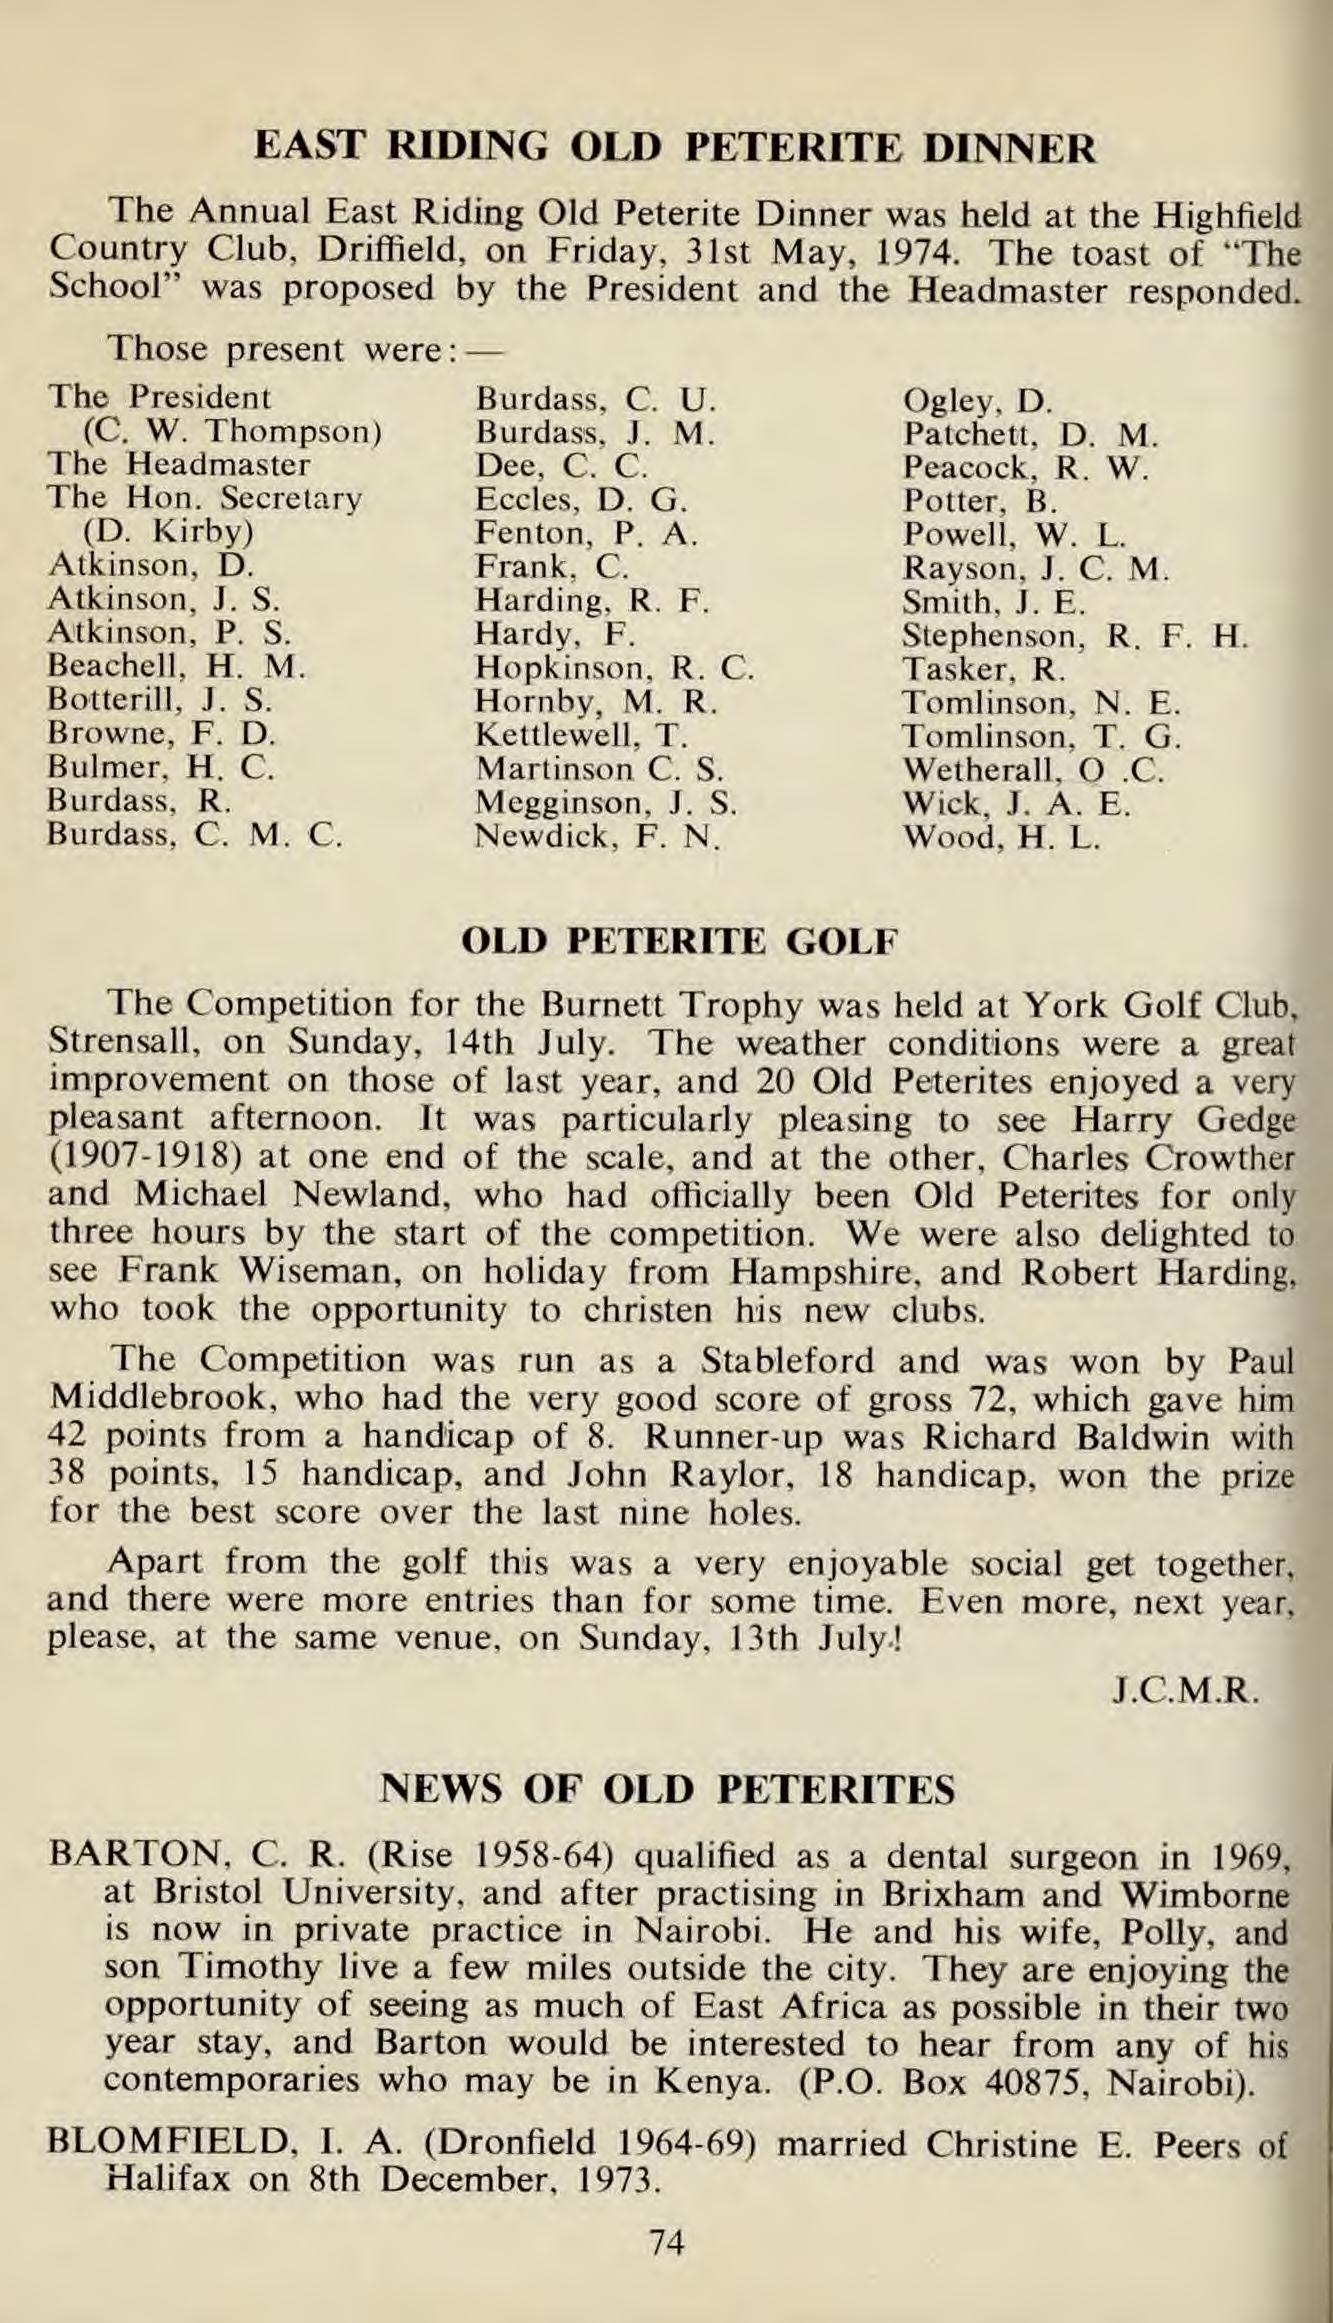 EAST RIDING OLD PETERITE DINNER
The Annual East Riding Old Peterite Dinner was held at the Highfield
Country Club, Driffield, on Friday, 31st May, 1974. The toast of "The
School" was proposed by the President and the Headmaster responded.
Those present were:—
The President
(C. W. Thompson)
The Headmaster
The Hon. Secretary
(D. Kirby)
Atkinson, D.
Atkinson, J. S.
Atkinson, P. S.
Beachell, H. M.
Botterill, J. S.
Browne, F. D.
Bulmer, H. C.
Burdass, R.
Burdass, C. M. C.
Burdass, C. U.
Burdass, J. M.
Dee, C. C.
Eccles, D. G.
Fenton, P. A.
Frank, C.
Harding, R. F.
Hardy, F.
Hopkinson, R. C.
Hornby, M. R.
Kettlewell, T.
Martinson C. S.
Megginson, J. S.
Newdick, F. N.
Ogley, D.
Patchett, D. M.
Peacock, R. W.
Potter, B.
Powell, W. L.
Rayson, J. C. M.
Smith, J. E.
Stephenson, R. F. H.
Tasker, R.
Tomlinson, N. E.
Tomlinson, T. G.
Wetherall, O .C.
Wick, J. A. E.
Wood, H. L.
OLD PETERITE GOLF
The Competition for the Burnett Trophy was held at York Golf Club,
Strensall, on Sunday, 14th July. The weather conditions were a great
improvement on those of last year, and 20 Old Peterites enjoyed a very
pleasant afternoon. It was particularly pleasing to see Harry Gedge
(1907-1918) at one end of the scale, and at the other, Charles Crowther
and Michael Newland, who had officially been Old Peterites for only
three hours by the start of the competition. We were also delighted to
see Frank Wiseman, on holiday from Hampshire, and Robert Harding,
who took the opportunity to christen his new clubs.
The Competition was run as a Stableford and was won by Paul
Middlebrook, who had the very good score of gross 72, which gave him
42 points from a handicap of 8. Runner-up was Richard Baldwin with
38 points, 15 handicap, and John Raylor, 18 handicap, won the prize
for the best score over the last nine holes.
Apart from the golf this was a very enjoyable social get together,
and there were more entries than for some time. Even more, next year,
please, at the same venue, on Sunday, 13th July.!
J.C.M.R.
NEWS OF OLD PETERITES
BARTON, C. R. (Rise 1958-64) qualified as a dental surgeon in 1969,
at Bristol University, and after practising in Brixham and Wimborne
is now in private practice in Nairobi. He and his wife, Polly, and
son Timothy live a few miles outside the city. They are enjoying the
opportunity of seeing as much of East Africa as possible in their two
year stay, and Barton would be interested to hear from any of his
contemporaries who may be in Kenya. (P.O. Box 40875, Nairobi).
BLOMFIELD, I. A. (Dronfield 1964-69) married Christine E. Peers of
Halifax on 8th December, 1973.
74